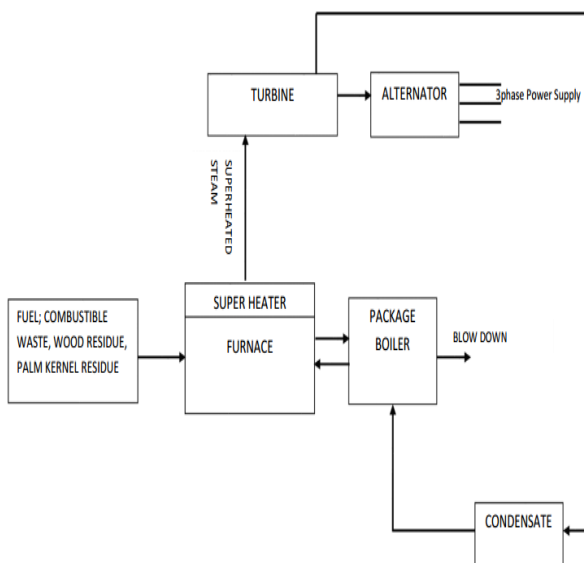 TURBINE
ALTERNATOR
3phase Power Supply
SUPERHEATED
STEAM
FUEL; COMBUSTIBLE
WASTE, WOOD RESIDUE,
PALM KERNEL RESIDUE
SUPER HEATER
FURNACE
PACKAGE
BOILER
BLOW DOWN
CONDENSATE